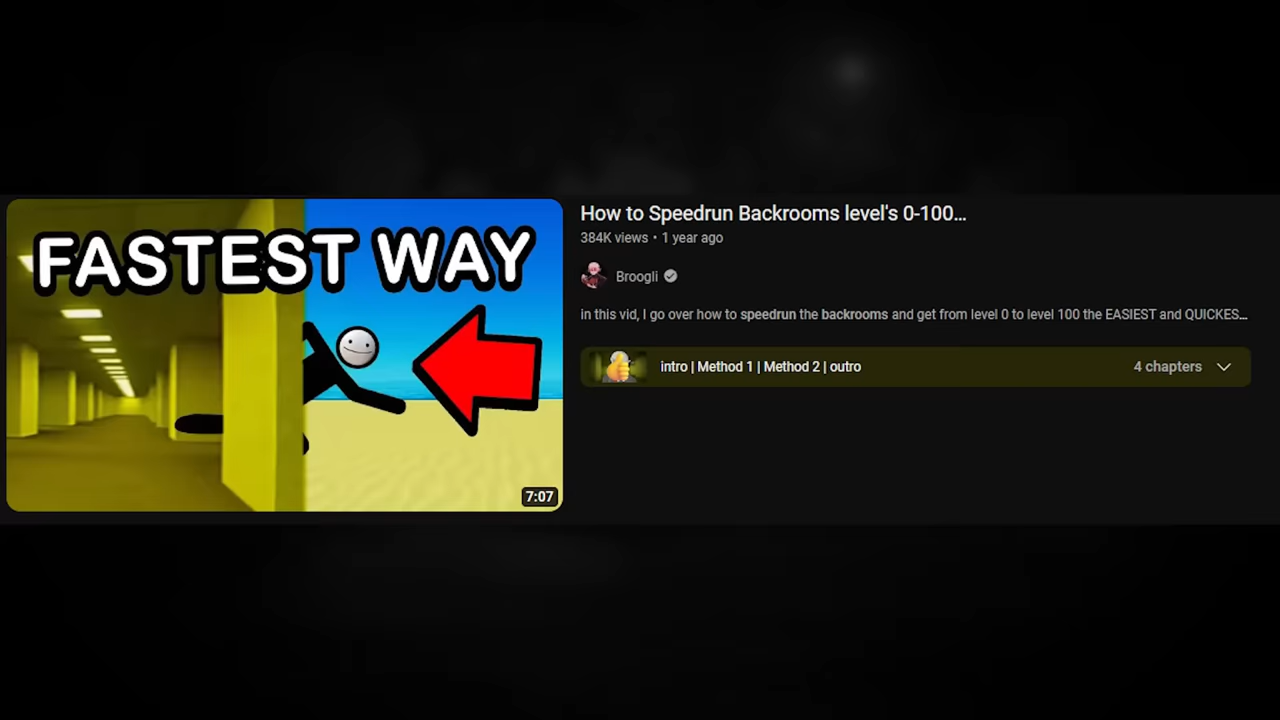 FASTEST WAY
7:07
How to Speedrun Backrooms level's 0-100...
384K views • 1 year ago
Broogli
in this vid, I go over how to speedrun the backrooms and get from level 0 to level 100 the EASIEST and QUICKES...
intro | Method 1 | Method 2 | outro
4 chapters